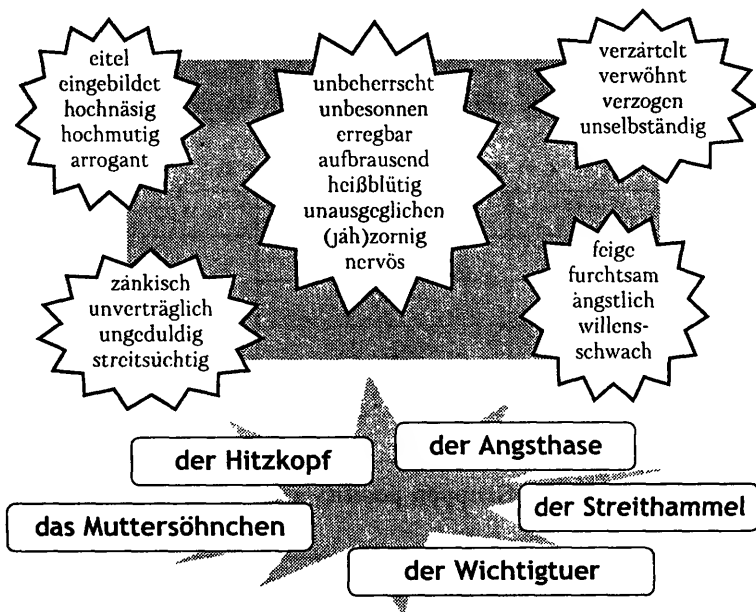 eitel
eingebildet
hochnäsig
hochmutig
arrogant
unbeherrscht
unbesonnen
erregbar
aufbrausend
heißblütig
unausgeglichen
(jäh)zornig
nervös
verzärtelt
verwöhnt
verzogen
unselbständig
zänkisch
unverträglich
ungeduldig
streitsüchtig
feige
furchtsam
ängstlich
willens-
schwach
der Hitzkopf
der Angsthase
das Muttersöhnchen
der Streithammel
der Wichtigtuer